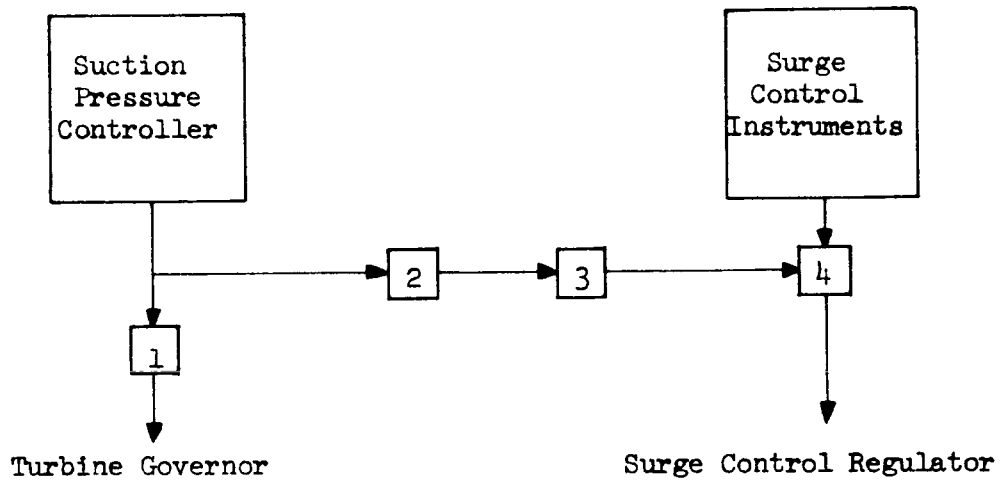 Suction
Pressure
Controller
Surge
Control
Instruments
2
3
4
1
Turbine Governor
Surge Control Regulator